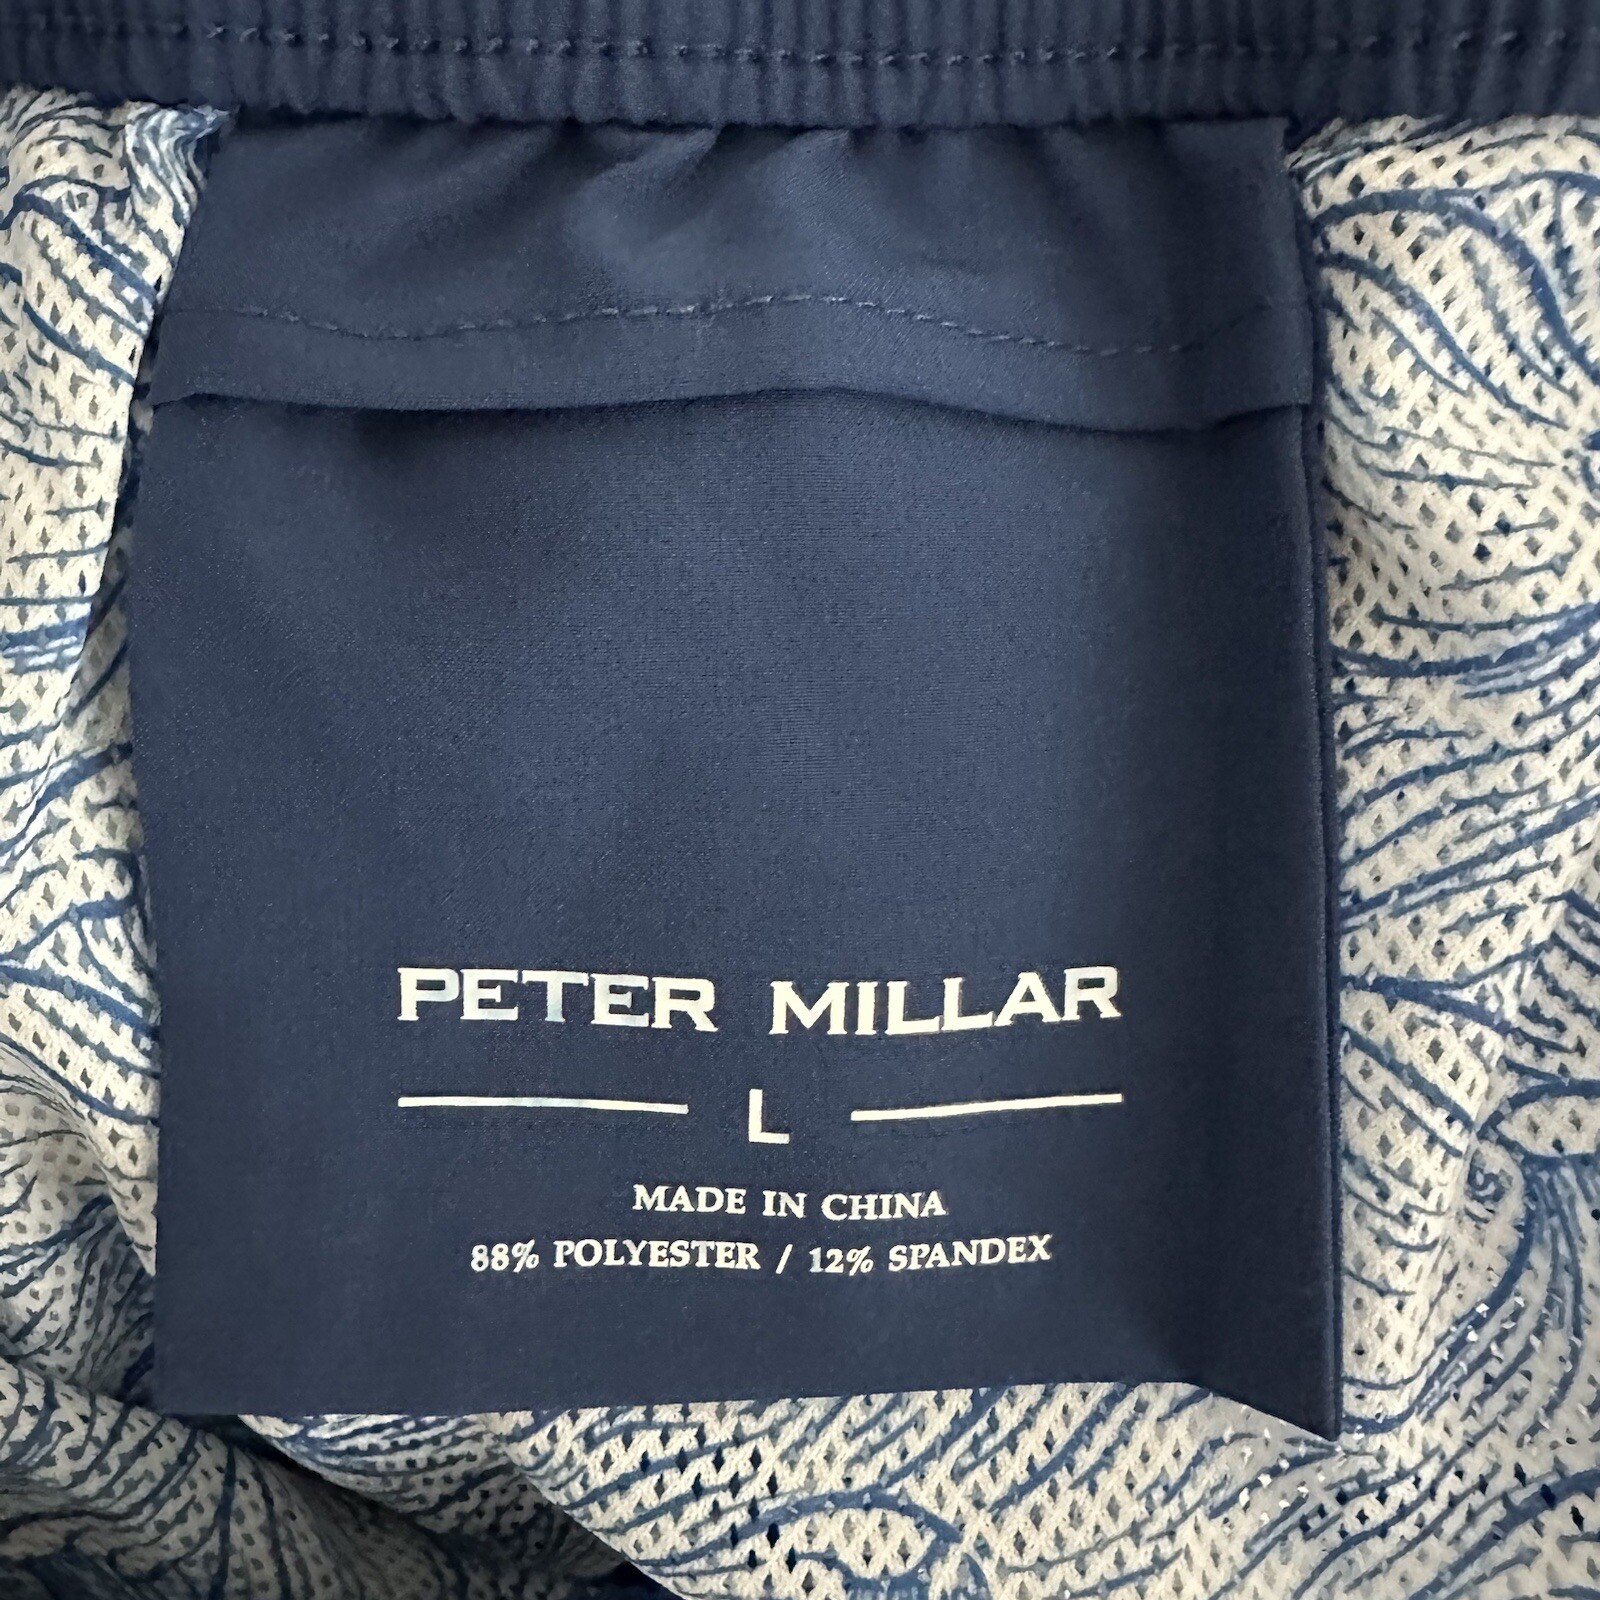 PETER MILLAR
L
MADE IN CHINA
88% POLYESTER / 12% SPANDEX